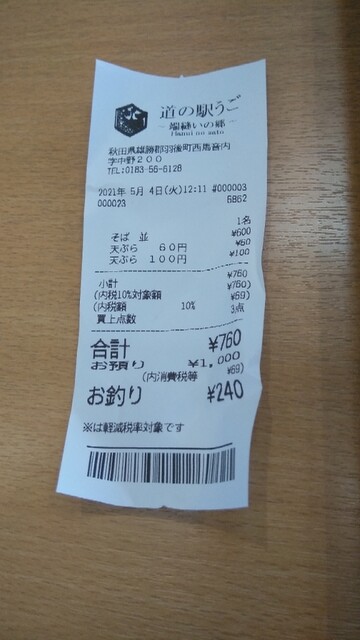 道の駅うご
- 端縫いの郷 -
Hanui no sato
秋田県雄勝郡羽後町西馬音内
字中野200
TEL:0183-56-6128
2021年 5月 4日(火)12:11 #000003
000023 5862
1名
そば 並 ¥600
天ぷら 60円 ¥60
天ぷら 100円 ¥100
小計 ¥760
(内税10%対象額 ¥760)
(内税額 10% ¥69)
買上点数 3点
合計 ¥760
お預り ¥1,000
(内消費税等 ¥69)
お釣り ¥240
※は軽減税率対象です